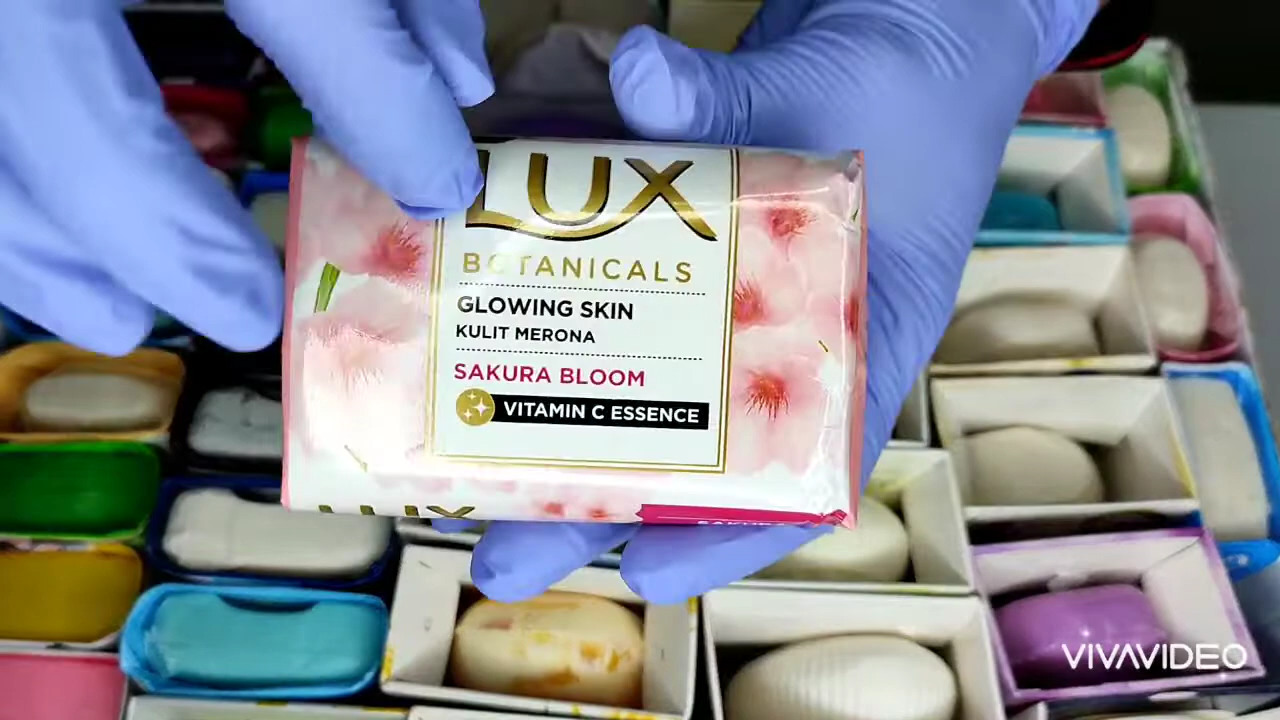 LUX
BOTANICALS
GLOWING SKIN
KULIT MERONA
SAKURA BLOOM
VITAMIN C ESSENCE
LUX
VIVAVIDEO